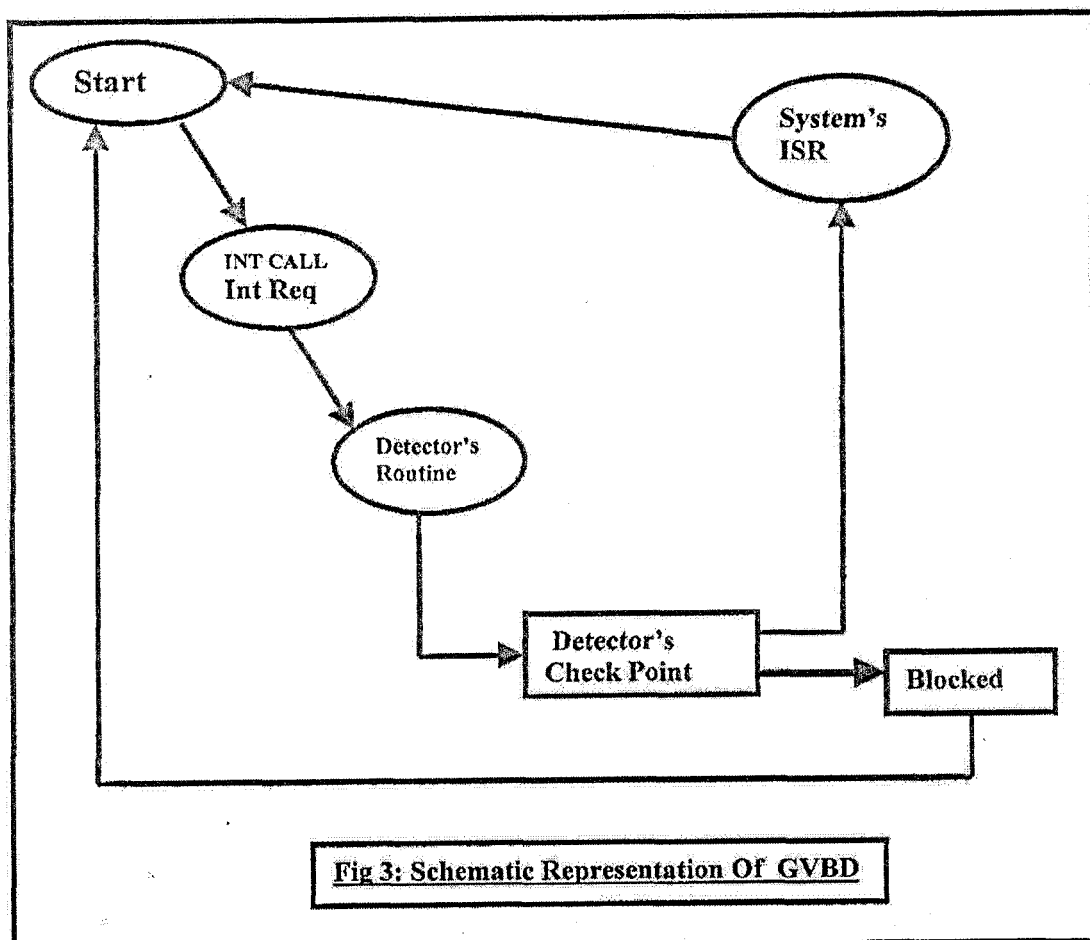 Start
System's
ISR
INT CALL
Int Req
Detector's
Routine
Detector's
Check Point
Blocked
Fig 3: Schematic Representation Of GVBD